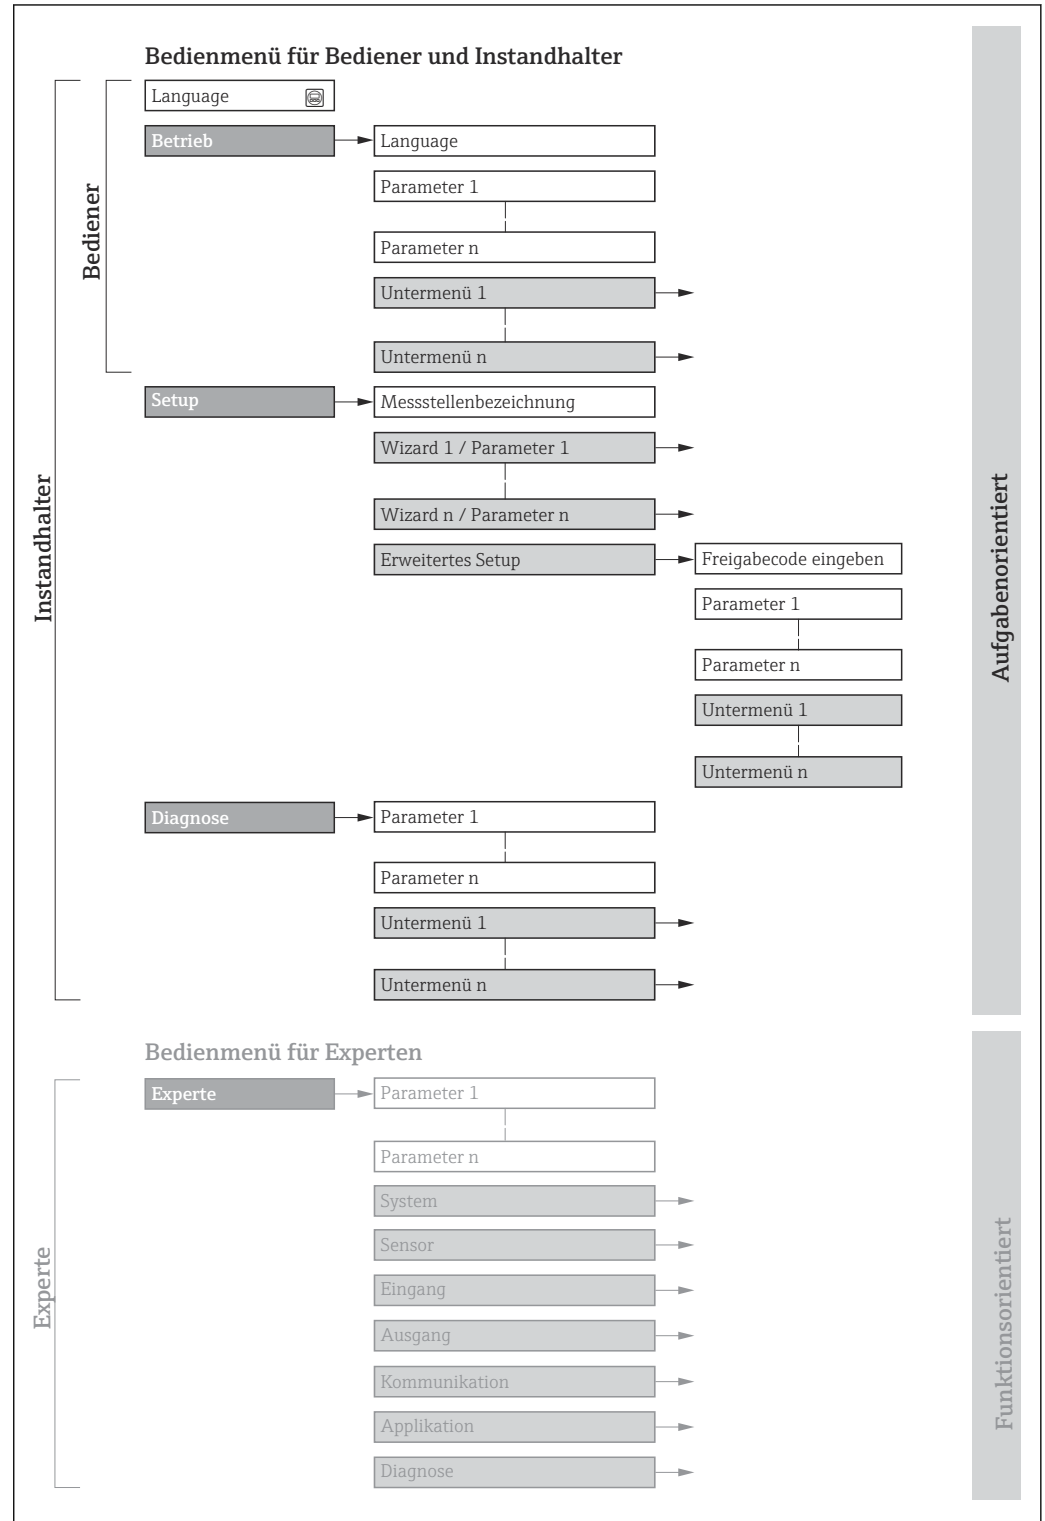 Bedienmenü für Bediener und Instandhalter
Language
Betrieb
Language
Parameter 1
Parameter n
Untermenü 1
Untermenü n
Bediener
Setup
Messstellenbezeichnung
Wizard 1 / Parameter 1
Wizard n / Parameter n
Erweitertes Setup
Freigabecode eingeben
Parameter 1
Parameter n
Untermenü 1
Untermenü n
Instandhalter
Aufgabenorientiert
Diagnose
Parameter 1
Parameter n
Untermenü 1
Untermenü n
Bedienmenü für Experten
Experte
Parameter 1
Parameter n
System
Sensor
Eingang
Ausgang
Kommunikation
Applikation
Diagnose
Experte
Funktionsorientiert